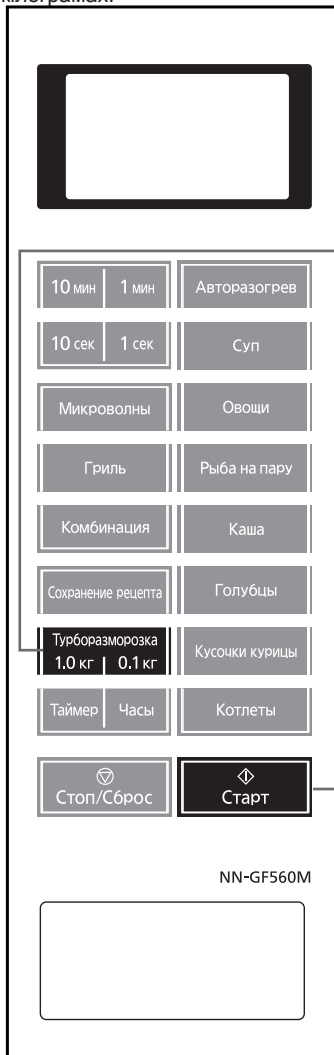 кілограмах.
10 мин 1 мин Авторазогрев
10 сек 1 сек Суп
Микроволны Овощи
Гриль Рыба на пару
Комбинация Каша
Сохранение рецепта Голубцы
Турборазморозка
1.0 кг 0.1 кг Кусочки курицы
Таймер Часы Котлеты
Стоп/Сброс Старт
NN-GF560M